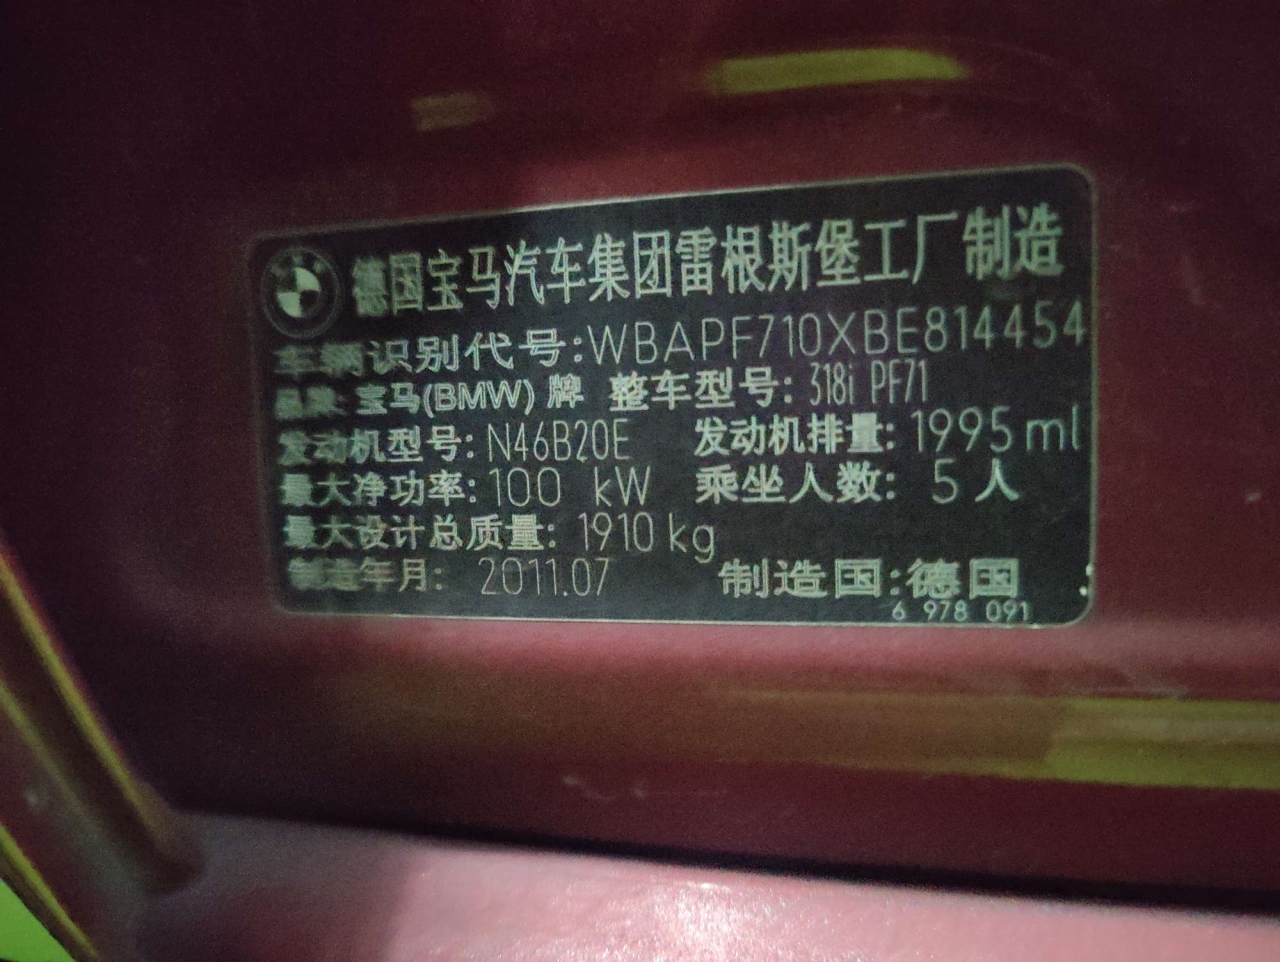 德国宝马汽车集团雷根斯堡工厂制造
车辆识别代号:WBAPF710XBE814454
品牌: 宝马(BMW) 牌 整车型号: 318i PF71
发动机型号: N46B20E 发动机排量: 1995 ml
最大净功率: 100 kW 乘坐人数: 5 人
最大设计总质量: 1910 kg
制造年月: 2011.07 制造国:德国
6 978 091